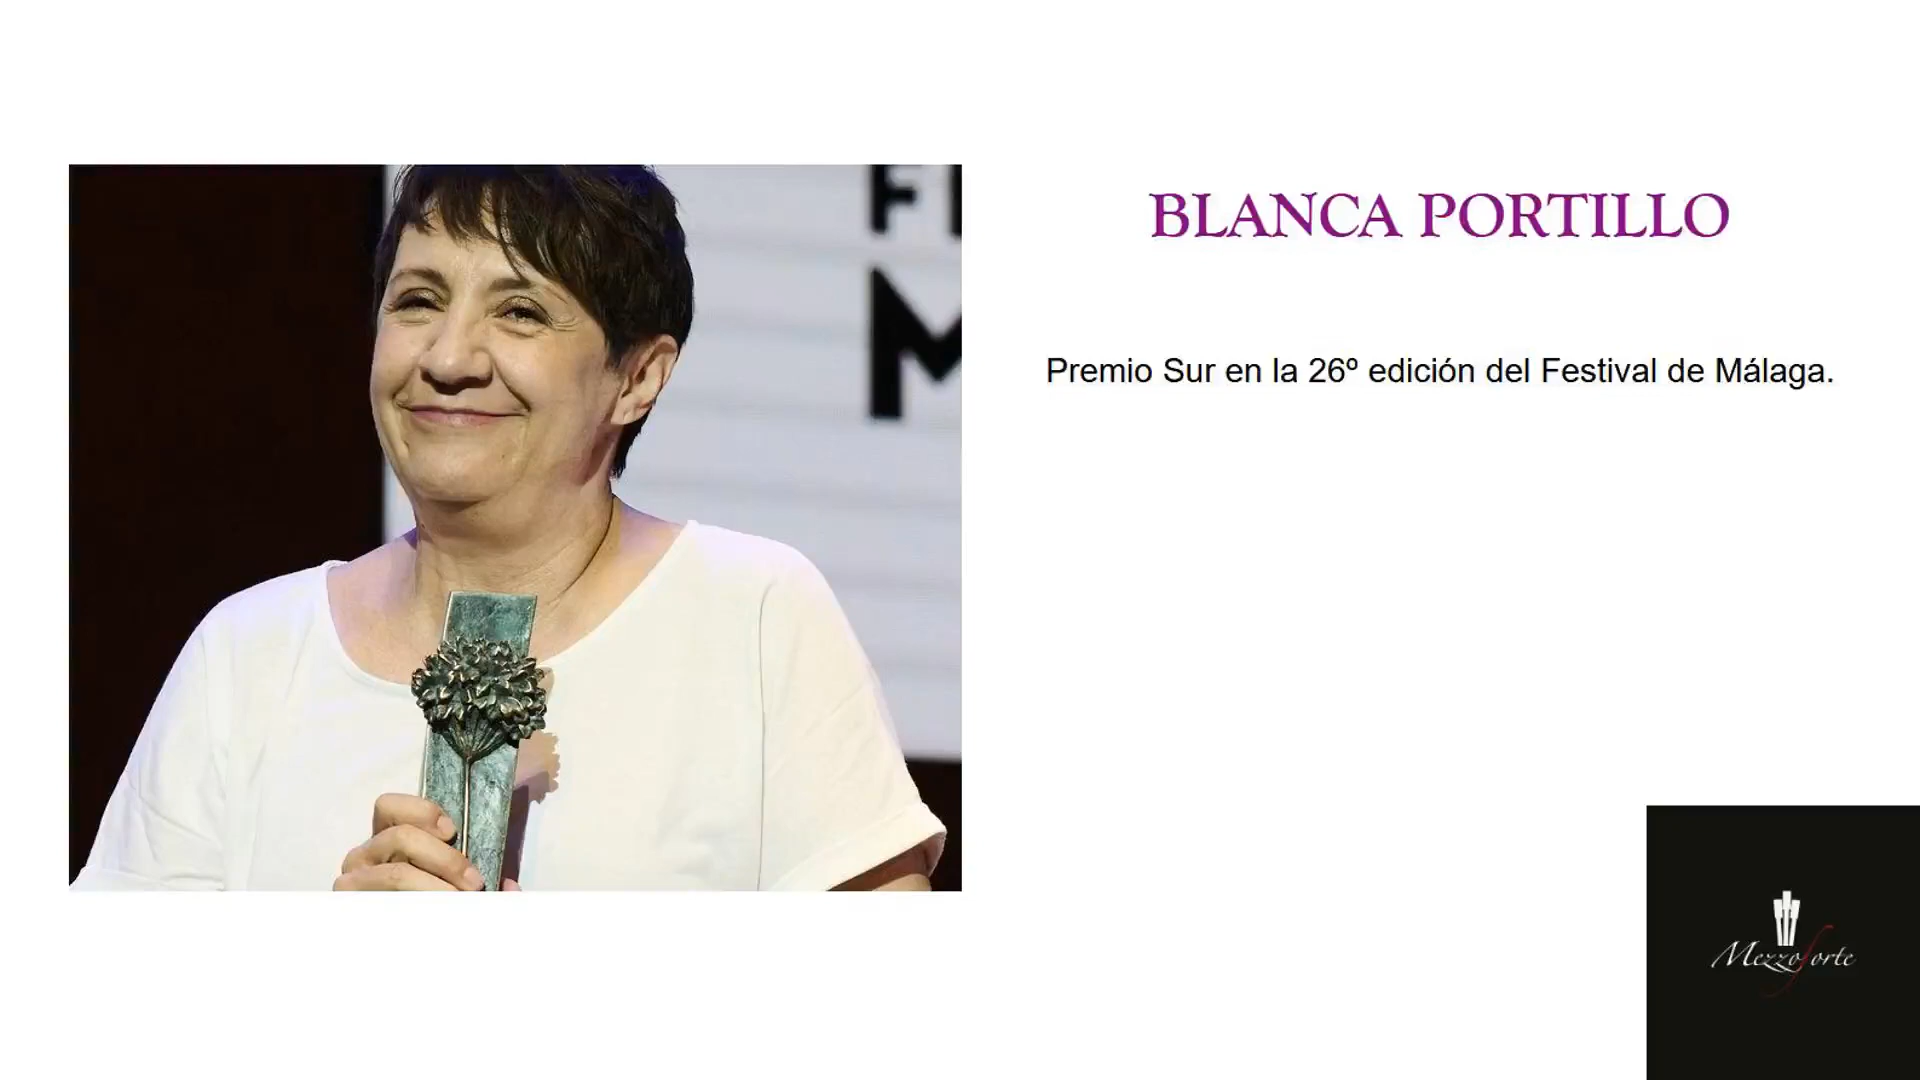 BLANCA PORTILLO
Premio Sur en la 26º edición del Festival de Málaga.
F
M
Mezzoforte